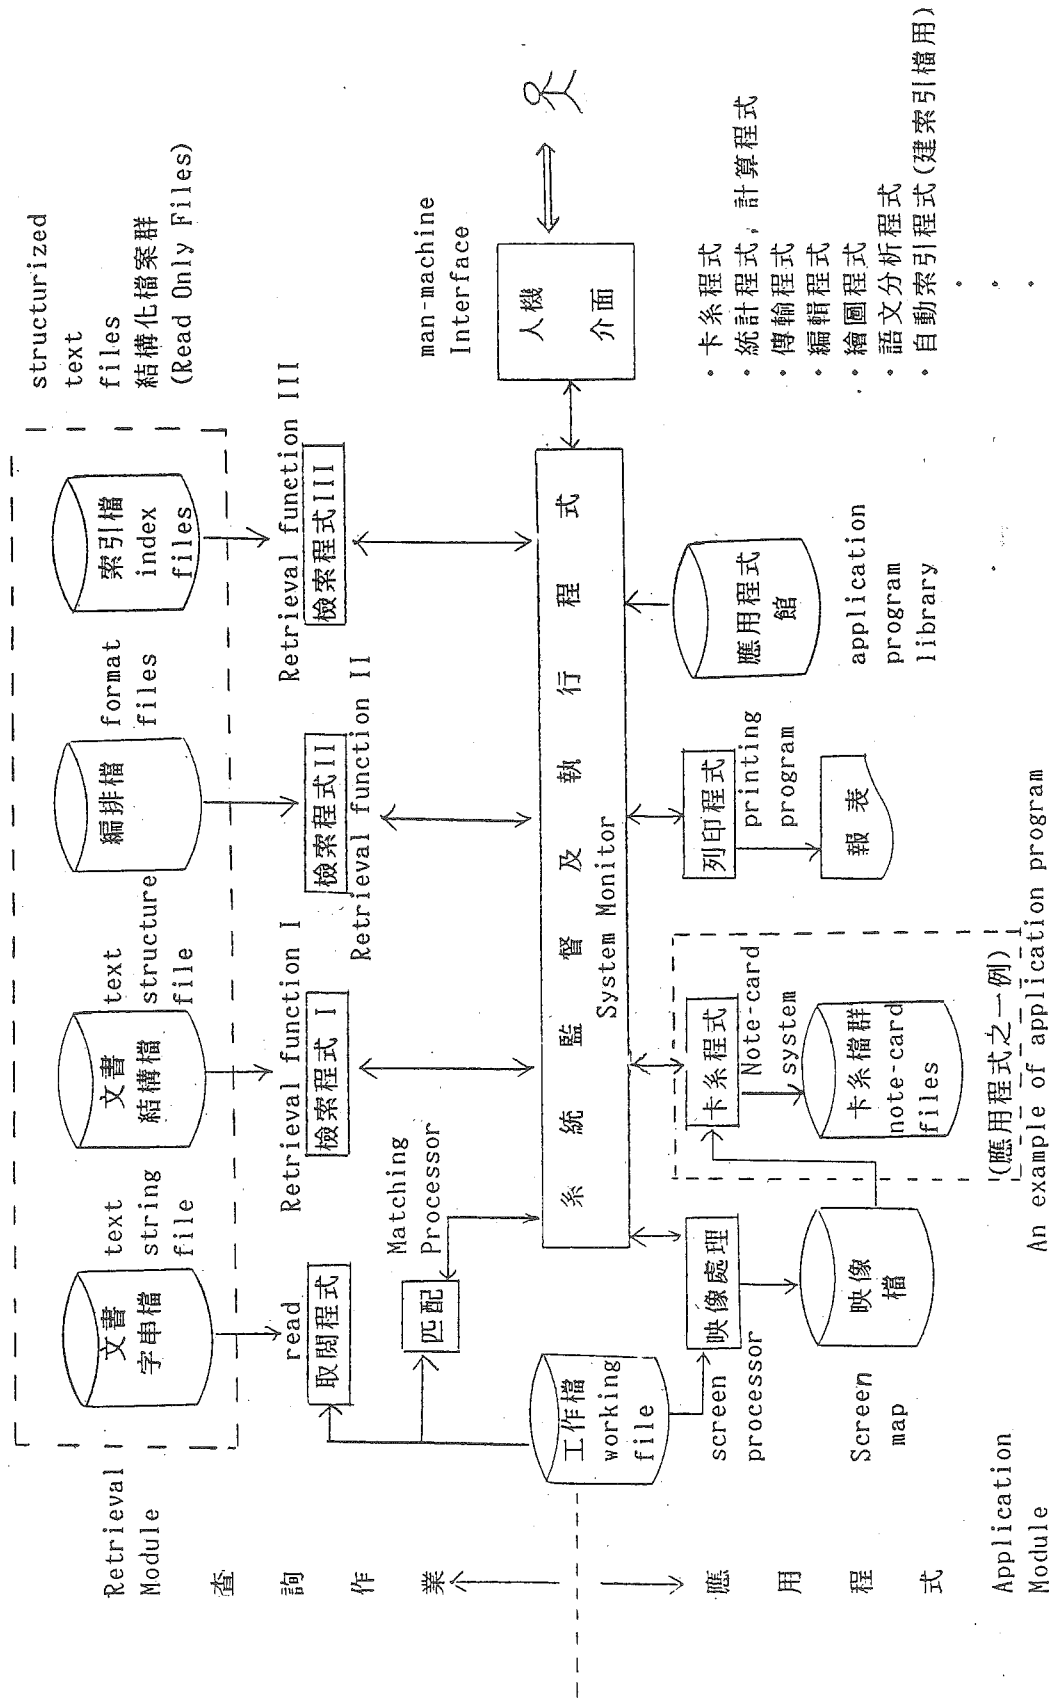 Retrieval
Module
查詢作業
應用程式
Application
Module
structurized
text
files
結構化檔案群
(Read Only Files)
文書
字串檔
text
string
file
文書
結構檔
text
structure
file
編排檔
format
files
索引檔
index
files
read
取閱程式
Retrieval function I
檢索程式 I
檢索程式II
Retrieval function II
Retrieval function III
檢索程式III
Matching
Processor
匹配
工作檔
working
file
系統監督及執行程式
System Monitor
man-machine
Interface
人機
介面
screen
processor
映像處理
映像
檔
Screen
map
卡系程式
Note-card
system
卡系檔群
note-card
files
(應用程式之一例)
An example of application program
列印程式
printing
program
報表
應用程式
館
application
program
library
・卡系程式
・統計程式, 計算程式
・傳輸程式
・編輯程式
・繪圖程式
・語文分析程式
・自動索引程式(建索引檔用)